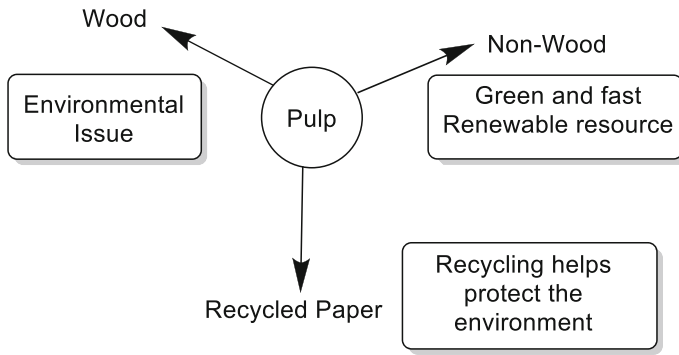 Wood
Non-Wood
Environmental
Issue
Pulp
Green and fast
Renewable resource
Recycled Paper
Recycling helps
protect the
environment